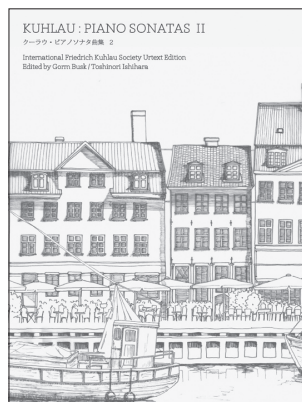 KUHLAU : PIANO SONATAS II
クーラウ・ピアノソナタ曲集 2
International Friedrich Kuhlau Society Urtext Edition
Edited by Gorm Busk / Toshinori Ishihara